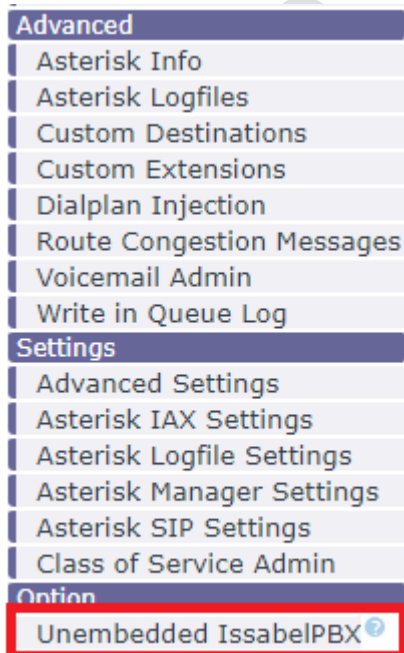 Advanced
Asterisk Info
Asterisk Logfiles
Custom Destinations
Custom Extensions
Dialplan Injection
Route Congestion Messages
Voicemail Admin
Write in Queue Log
Settings
Advanced Settings
Asterisk IAX Settings
Asterisk Logfile Settings
Asterisk Manager Settings
Asterisk SIP Settings
Class of Service Admin
Option
Unembedded IssabelPBX ?